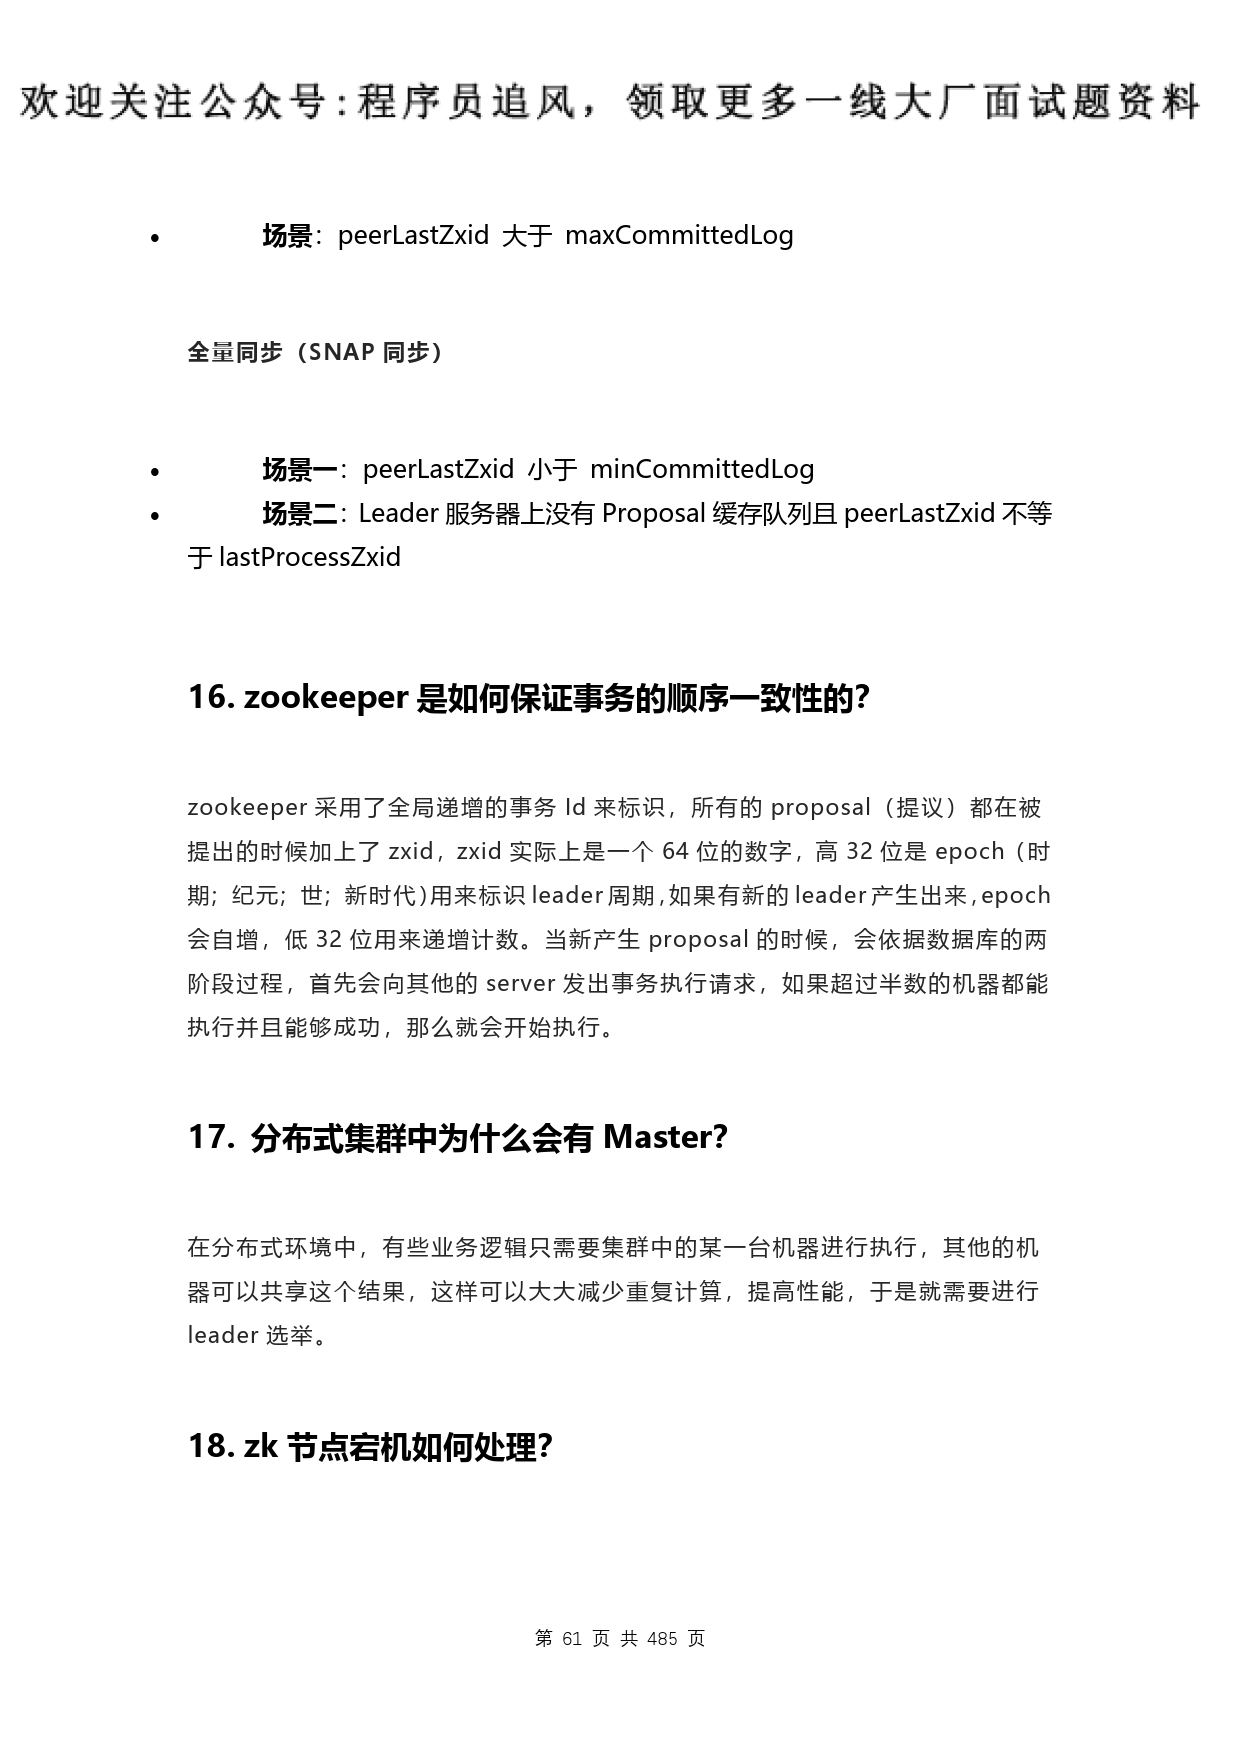 欢迎关注公众号:程序员追风，领取更多一线大厂面试题资料
• 场景：peerLastZxid 大于 maxCommittedLog
全量同步（SNAP 同步）
• 场景一：peerLastZxid 小于 minCommittedLog
• 场景二：Leader 服务器上没有 Proposal 缓存队列且 peerLastZxid 不等
于 lastProcessZxid
16. zookeeper 是如何保证事务的顺序一致性的？
zookeeper 采用了全局递增的事务 Id 来标识，所有的 proposal（提议）都在被
提出的时候加上了 zxid，zxid 实际上是一个 64 位的数字，高 32 位是 epoch（时
期; 纪元; 世; 新时代）用来标识 leader 周期，如果有新的 leader 产生出来，epoch
会自增，低 32 位用来递增计数。当新产生 proposal 的时候，会依据数据库的两
阶段过程，首先会向其他的 server 发出事务执行请求，如果超过半数的机器都能
执行并且能够成功，那么就会开始执行。
17. 分布式集群中为什么会有 Master？
在分布式环境中，有些业务逻辑只需要集群中的某一台机器进行执行，其他的机
器可以共享这个结果，这样可以大大减少重复计算，提高性能，于是就需要进行
leader 选举。
18. zk 节点宕机如何处理？
第 61 页 共 485 页